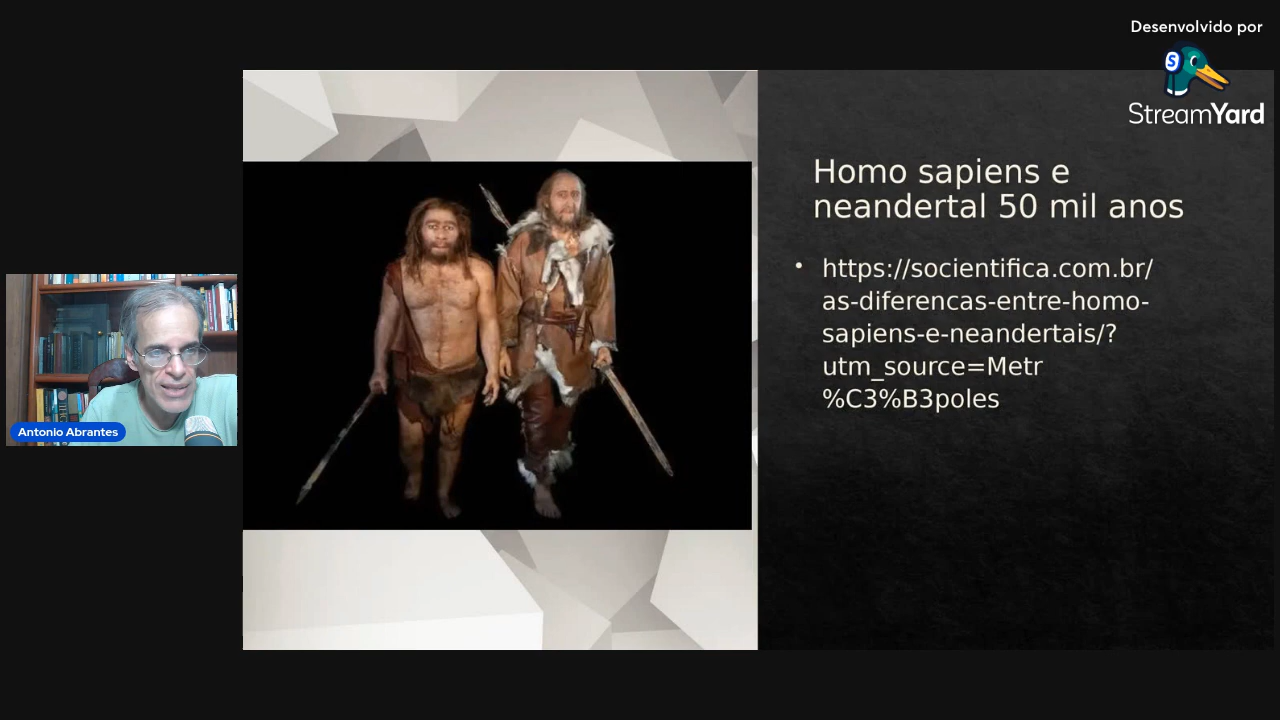 Desenvolvido por
S
StreamYard
Homo sapiens e
neandertal 50 mil anos
• https://socientifica.com.br/
as-diferencas-entre-homo-
sapiens-e-neandertais/?
utm_source=Metr
%C3%B3poles
Antonio Abrantes